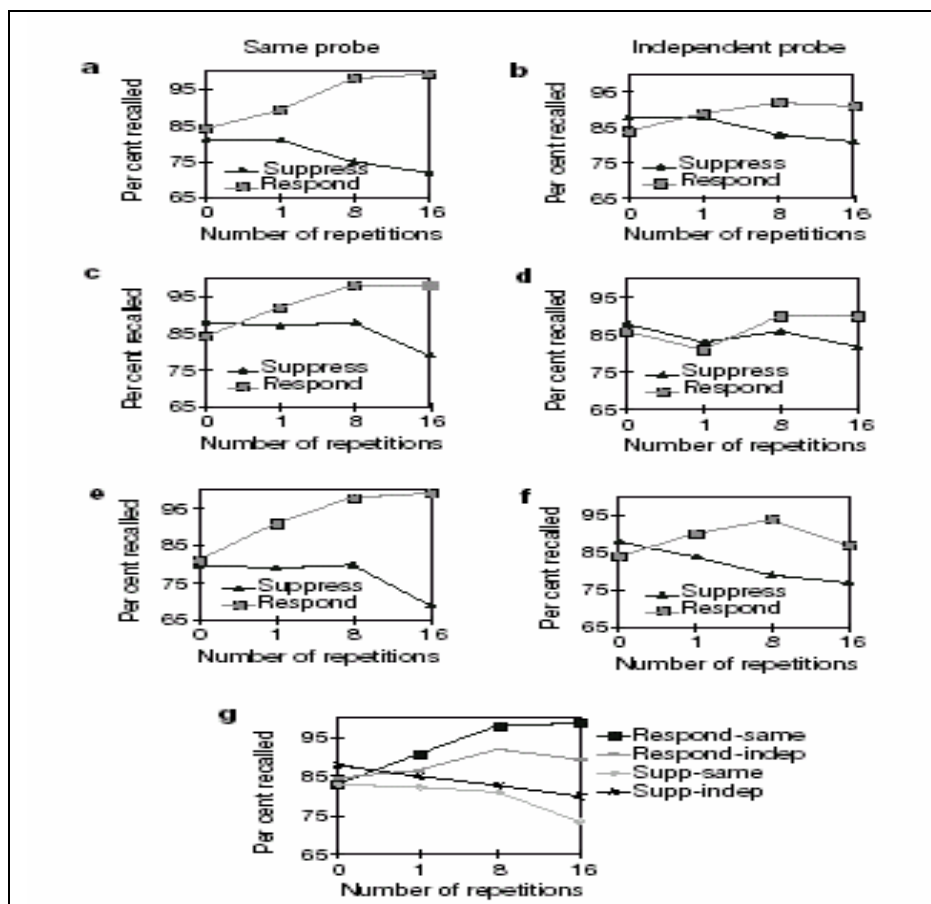 Same probe
Independent probe
a
Per cent recalled
95
85
75
65
Suppress
Respond
0 1 8 16
Number of repetitions
b
Per cent recalled
95
85
75
65
Suppress
Respond
0 1 8 16
Number of repetitions
c
Per cent recalled
95
85
75
65
Suppress
Respond
0 1 8 16
Number of repetitions
d
Per cent recalled
95
85
75
65
Suppress
Respond
0 1 8 16
Number of repetitions
e
Per cent recalled
95
85
75
65
Suppress
Respond
0 1 8 16
Number of repetitions
f
Per cent recalled
95
85
75
65
Suppress
Respond
0 1 8 16
Number of repetitions
g
Per cent recalled
95
85
75
65
0 1 8 16
Number of repetitions
Respond-same
Respond-indep
Supp-same
Supp-indep